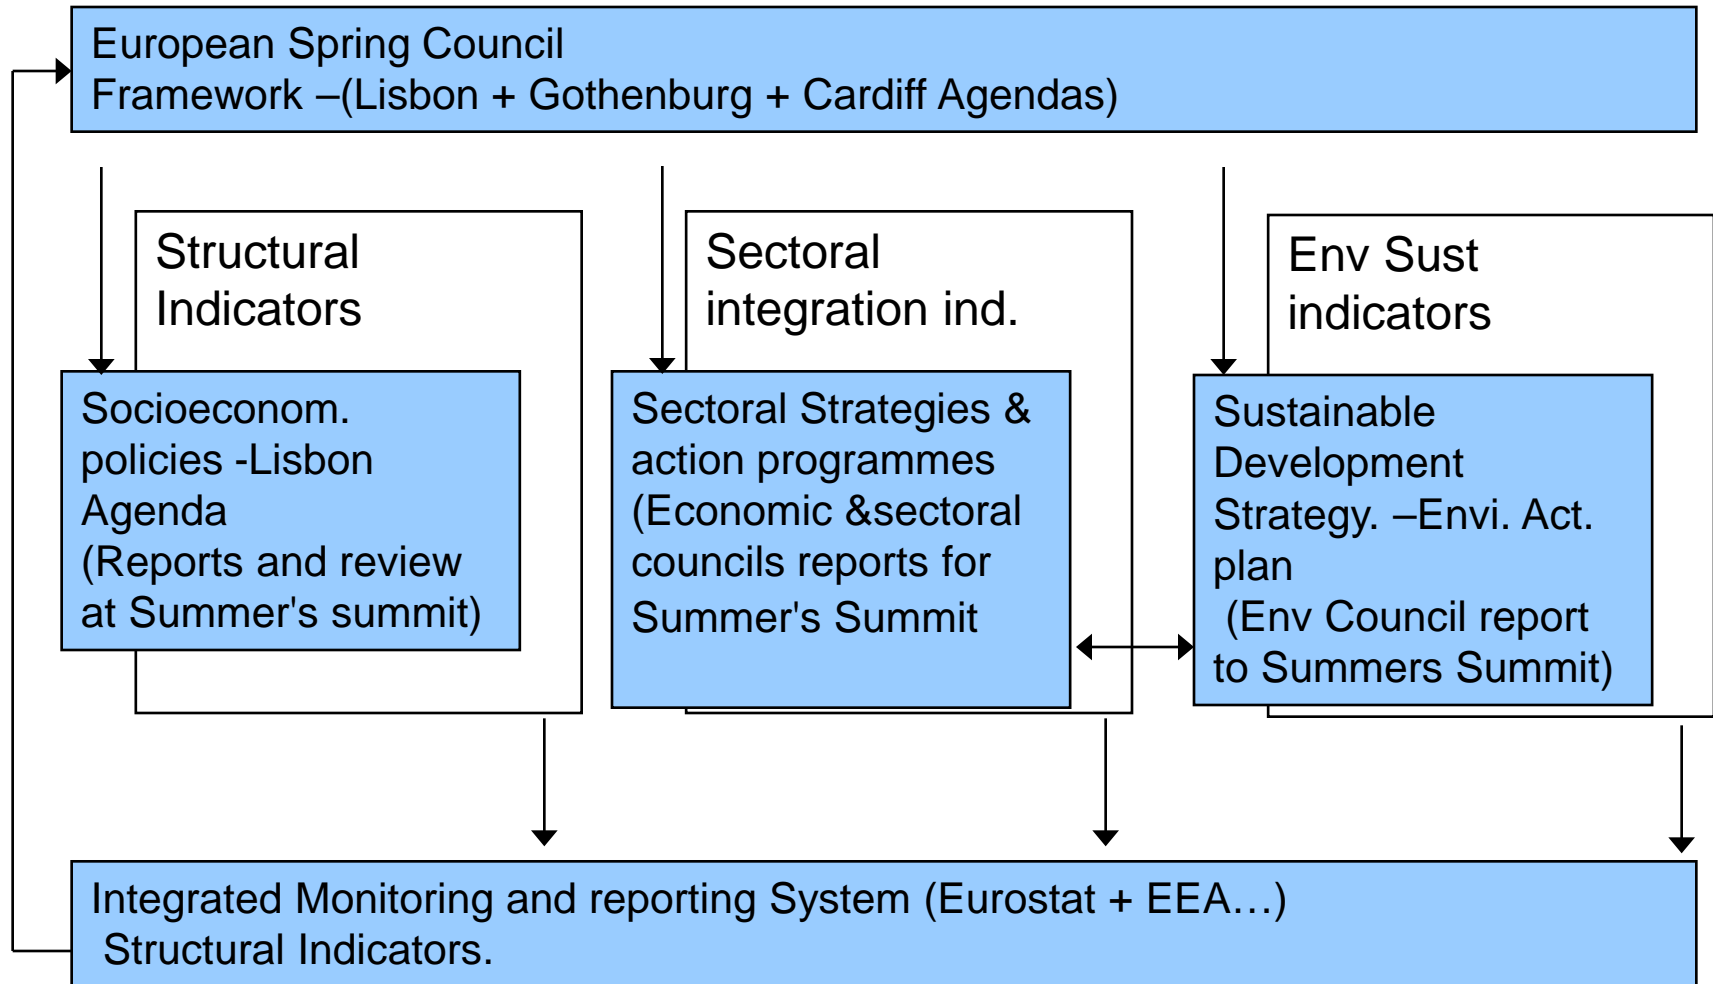 European Spring Council
Framework –(Lisbon + Gothenburg + Cardiff Agendas)
Structural
Indicators
Socioeconom.
policies -Lisbon
Agenda
(Reports and review
at Summer's summit)
Sectoral
integration ind.
Sectoral Strategies &
action programmes
(Economic &sectoral
councils reports for
Summer's Summit
Env Sust
indicators
Sustainable
Development
Strategy. –Envi. Act.
plan
(Env Council report
to Summers Summit)
Integrated Monitoring and reporting System (Eurostat + EEA…)
Structural Indicators.